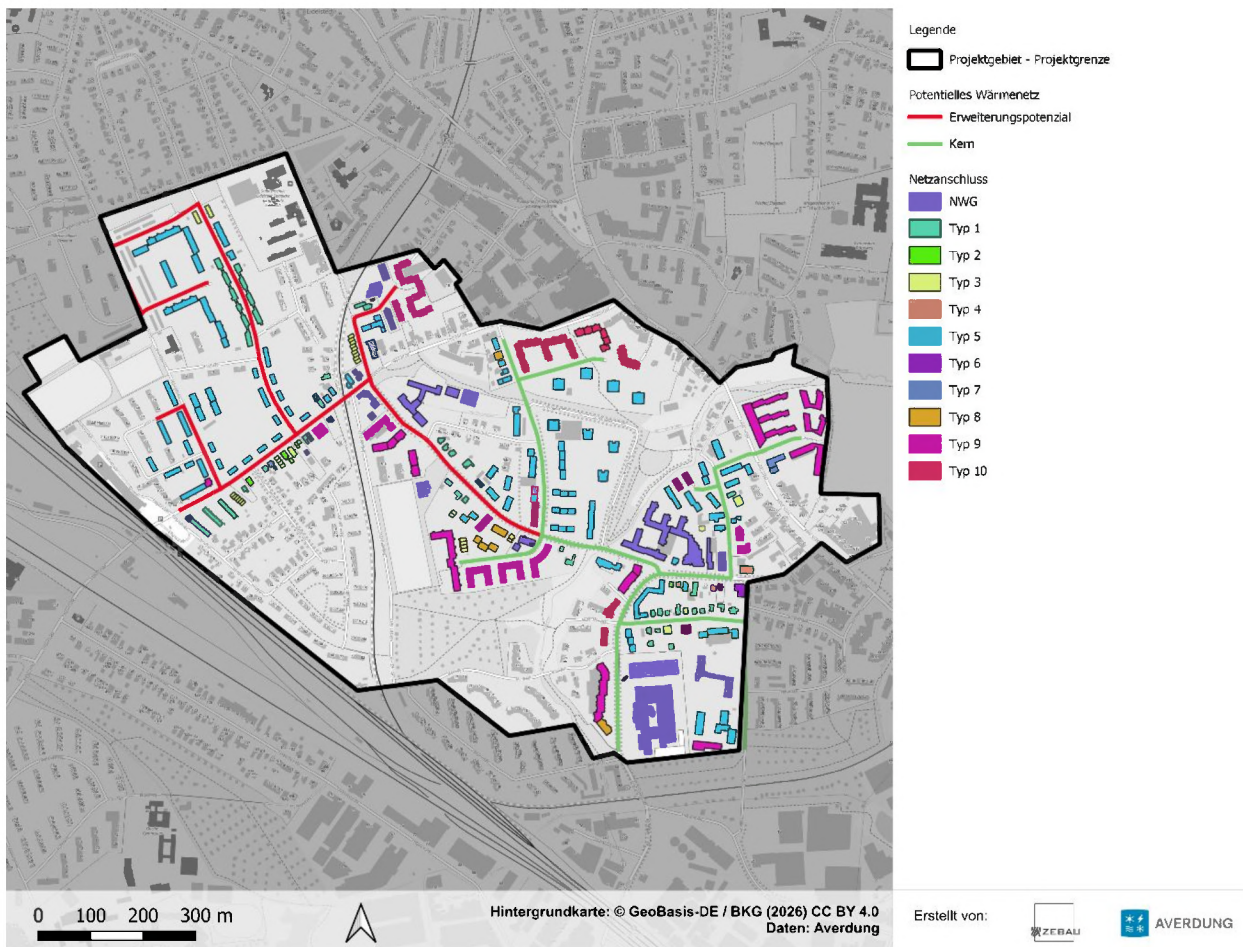 Legende
Projektgebiet - Projektgrenze
Potentielles Wärmenetz
Erweiterungspotenzial
Kern
Netzanschluss
NWG
Typ 1
Typ 2
Typ 3
Typ 4
Typ 5
Typ 6
Typ 7
Typ 8
Typ 9
Typ 10
0 100 200 300 m
Hintergrundkarte: © GeoBasis-DE / BKG (2026) CC BY 4.0
Daten: Averdung
Erstellt von:
ZEBAU
AVERDUNG